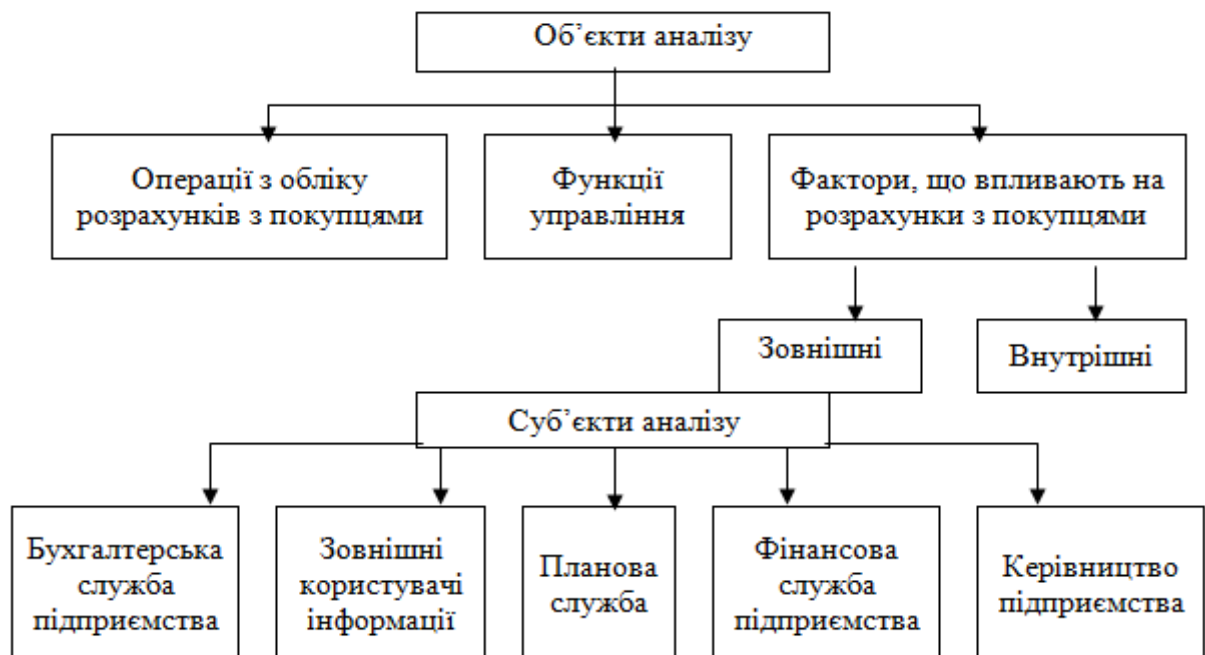 Об’єкти аналізу
Операції з обліку
розрахунків з покупцями
Функції
управління
Фактори, що впливають на
розрахунки з покупцями
Зовнішні
Внутрішні
Суб’єкти аналізу
Бухгалтерська
служба
підприємства
Зовнішні
користувачі
інформації
Планова
служба
Фінансова
служба
підприємства
Керівництво
підприємства